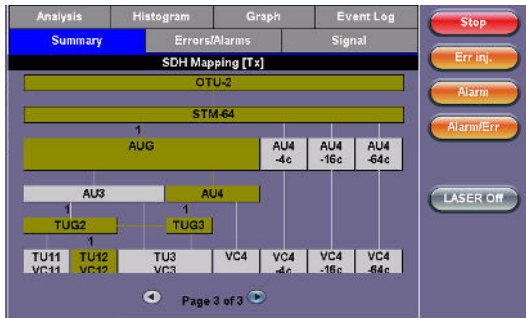 Analysis Histogram Graph Event Log
Stop
Summary Errors/Alarms Signal
SDH Mapping [Tx]
Err inj.
OTU-2
Alarm
STM-64
1
Alarm/Err
AUG AU4 AU4 AU4
-4c -16c -64c
AU3 AU4
LASER Off
1 1
TUG2 TUG3
1
TU11 TU12 TU3 VC4 VC4 VC4 VC4
VC11 VC12 VC3 -4c -16c -64c
Page 3 of 3